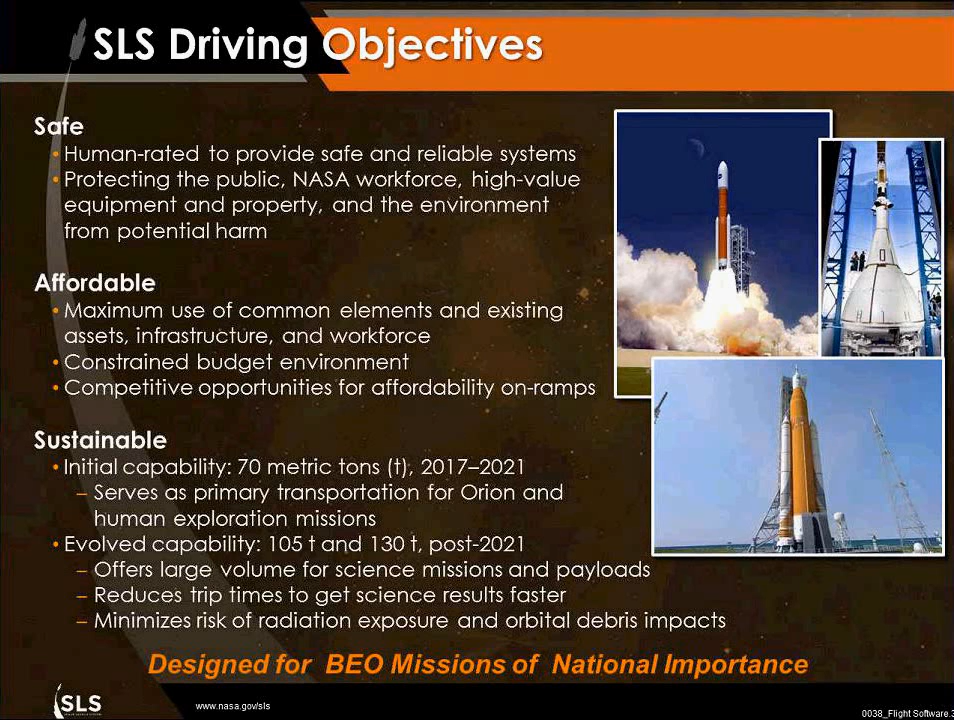 SLS Driving Objectives
Safe
• Human-rated to provide safe and reliable systems
• Protecting the public, NASA workforce, high-value
equipment and property, and the environment
from potential harm
Affordable
• Maximum use of common elements and existing
assets, infrastructure, and workforce
• Constrained budget environment
• Competitive opportunities for affordability on-ramps
Sustainable
• Initial capability: 70 metric tons (t), 2017–2021
– Serves as primary transportation for Orion and
human exploration missions
• Evolved capability: 105 t and 130 t, post-2021
– Offers large volume for science missions and payloads
– Reduces trip times to get science results faster
– Minimizes risk of radiation exposure and orbital debris impacts
Designed for BEO Missions of National Importance
SLS
www.nasa.gov/sls
0038_Flight Software.3